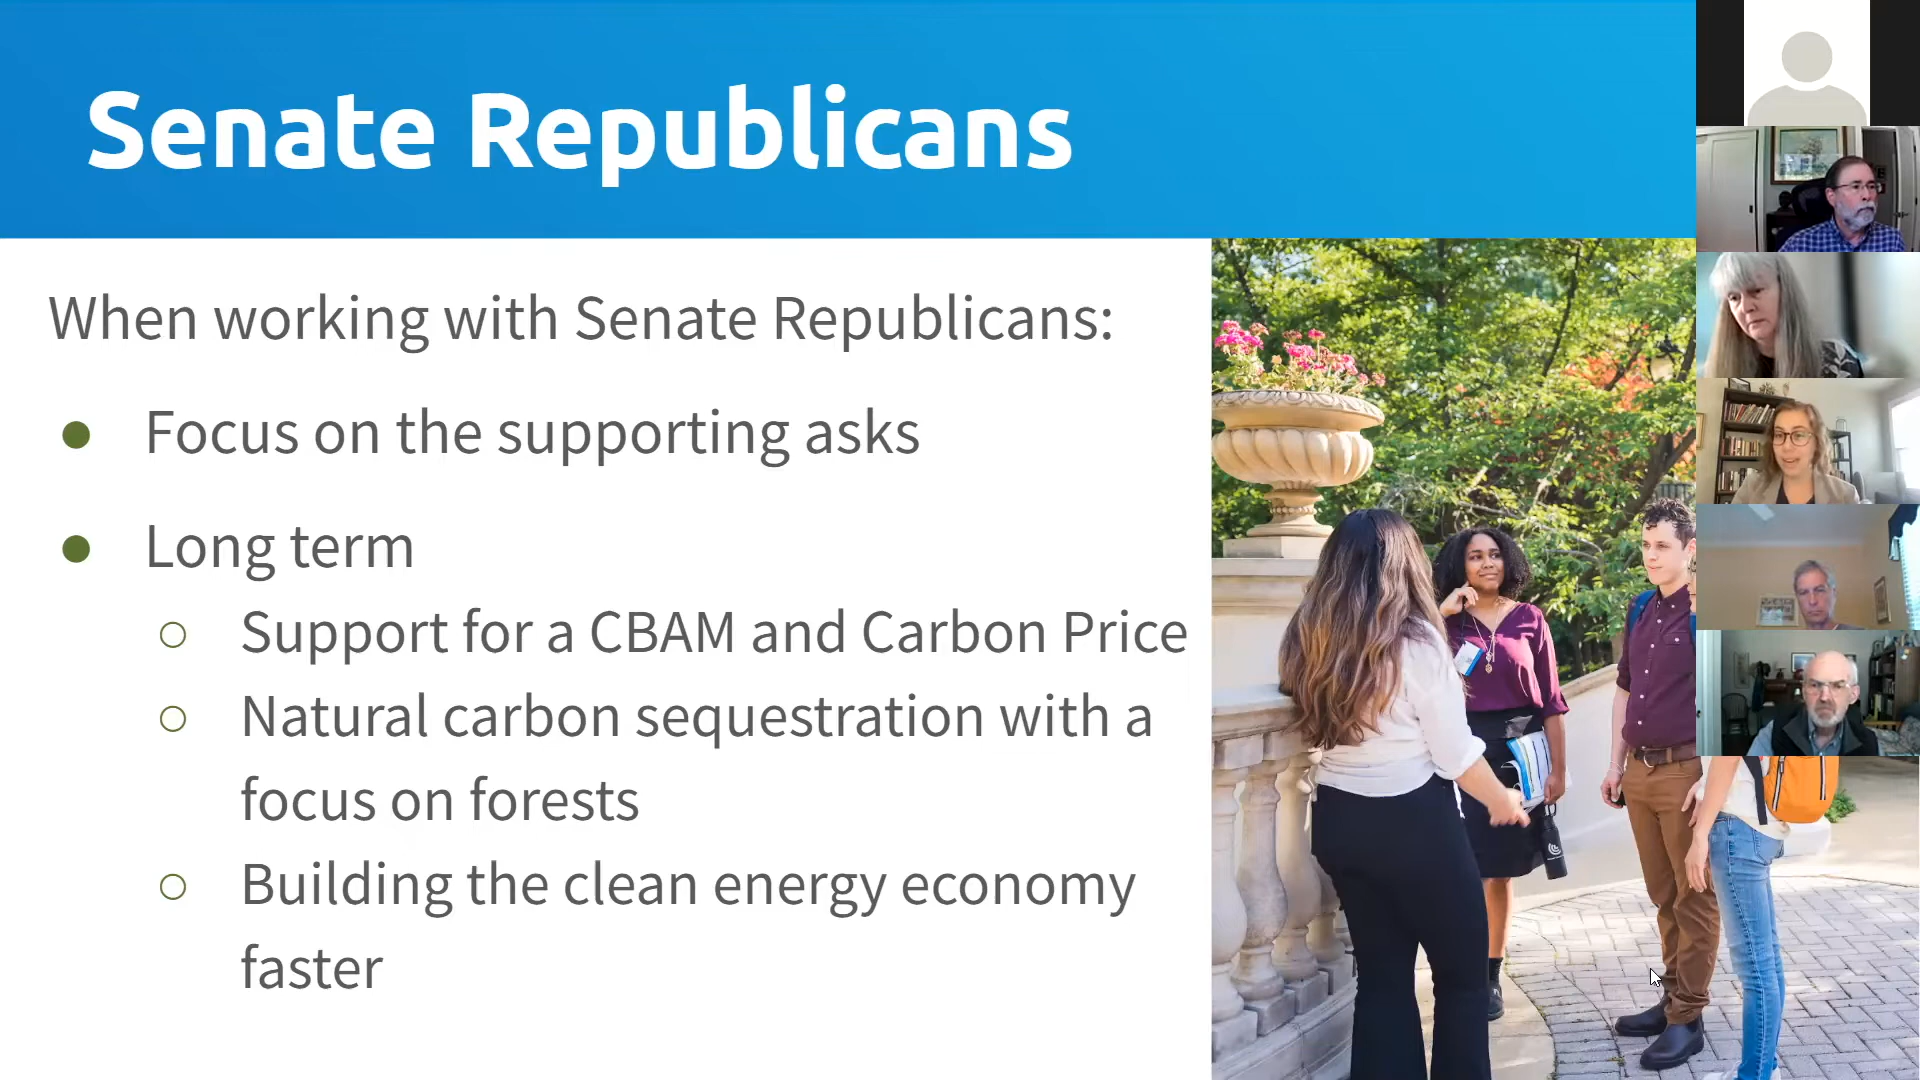 Senate Republicans
When working with Senate Republicans:
● Focus on the supporting asks
● Long term
○ Support for a CBAM and Carbon Price
○ Natural carbon sequestration with a
focus on forests
○ Building the clean energy economy
faster